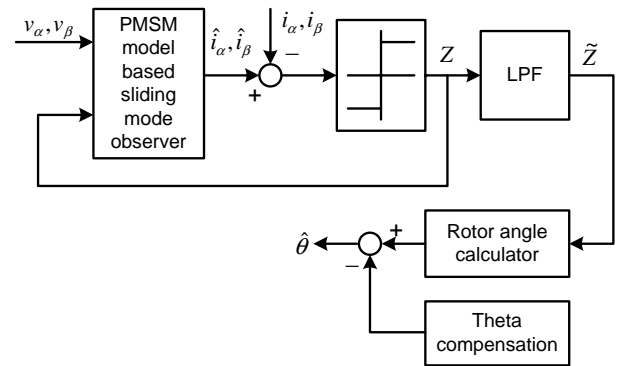 v_α, v_β
PMSM
model
based
sliding
mode
observer
î_α, î_β
+
i_α, i_β
−
Z
LPF
Z̃
Rotor angle
calculator
+
−
θ̂
Theta
compensation